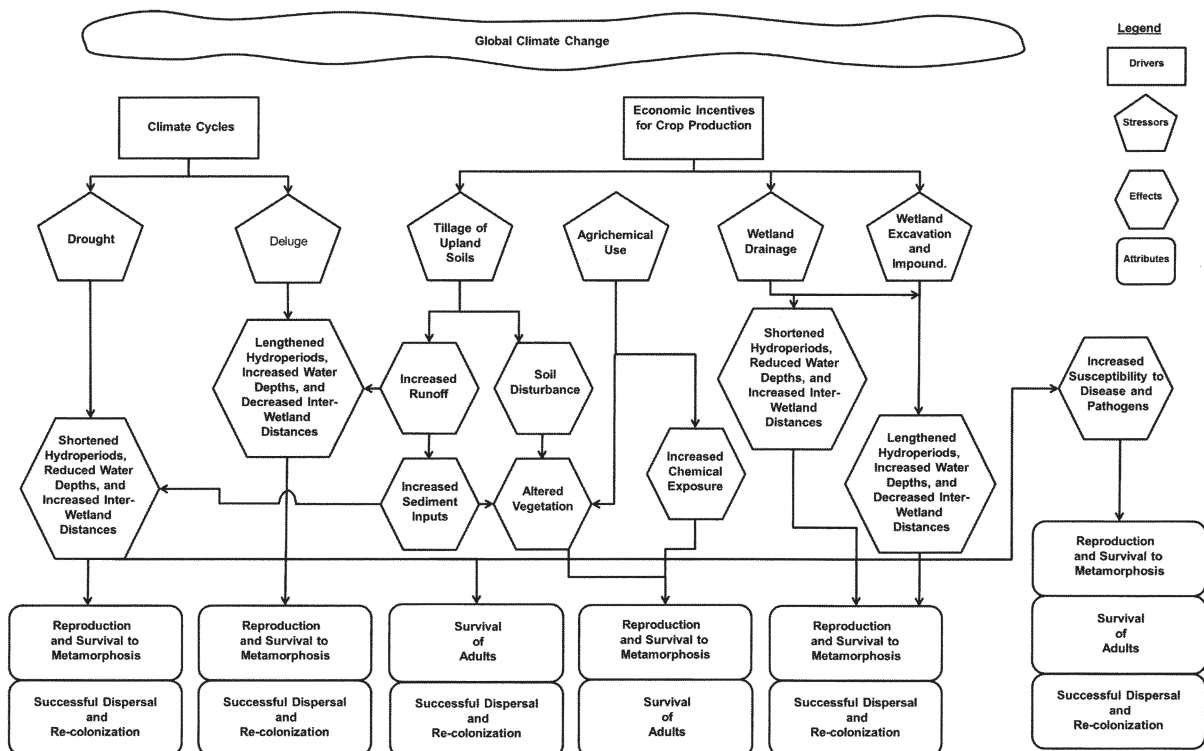 Global Climate Change
Legend
Drivers
Stressors
Effects
Attributes
Climate Cycles
Economic Incentives
for Crop Production
Drought
Deluge
Tillage of
Upland
Soils
Agrichemical
Use
Wetland
Drainage
Wetland
Excavation
and
Impound.
Lengthened
Hydroperiods,
Increased Water
Depths, and
Decreased Inter-
Wetland
Distances
Increased
Runoff
Soil
Disturbance
Shortened
Hydroperiods,
Reduced Water
Depths, and
Increased Inter-
Wetland
Distances
Increased
Susceptibility to
Disease and
Pathogens
Shortened
Hydroperiods,
Reduced Water
Depths, and
Increased Inter-
Wetland
Distances
Increased
Sediment
Inputs
Altered
Vegetation
Increased
Chemical
Exposure
Lengthened
Hydroperiods,
Increased Water
Depths, and
Decreased Inter-
Wetland
Distances
Reproduction
and Survival to
Metamorphosis
Successful Dispersal
and
Re-colonization
Reproduction
and Survival to
Metamorphosis
Successful Dispersal
and
Re-colonization
Survival
of
Adults
Successful Dispersal
and
Re-colonization
Reproduction
and Survival to
Metamorphosis
Survival
of
Adults
Reproduction
and Survival to
Metamorphosis
Successful Dispersal
and
Re-colonization
Reproduction
and Survival to
Metamorphosis
Survival
of
Adults
Successful Dispersal
and
Re-colonization